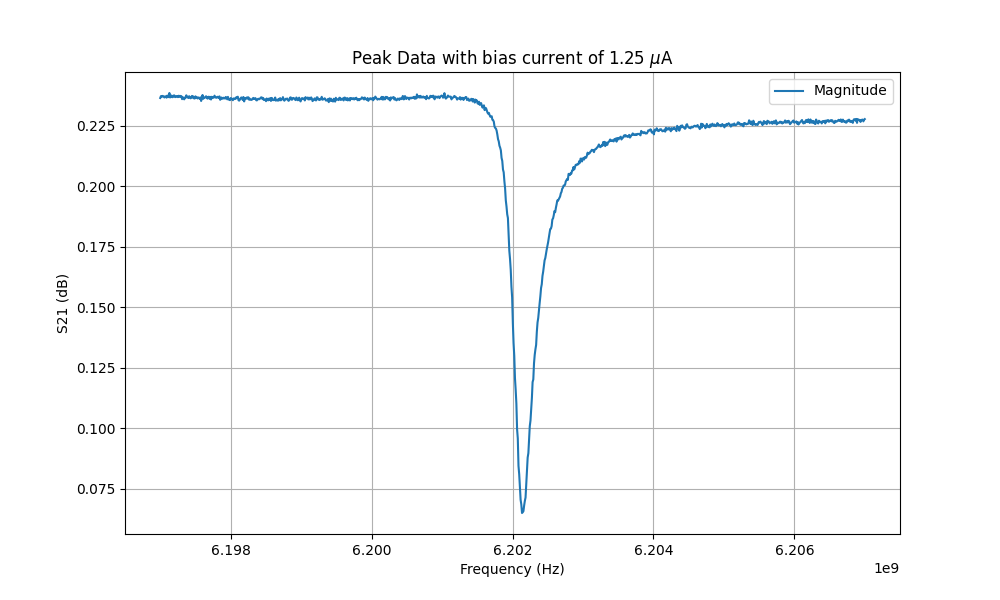 Peak Data with bias current of 1.25 μA
Magnitude
S21 (dB)
0.225
0.200
0.175
0.150
0.125
0.100
0.075
6.198 6.200 6.202 6.204 6.206
1e9
Frequency (Hz)